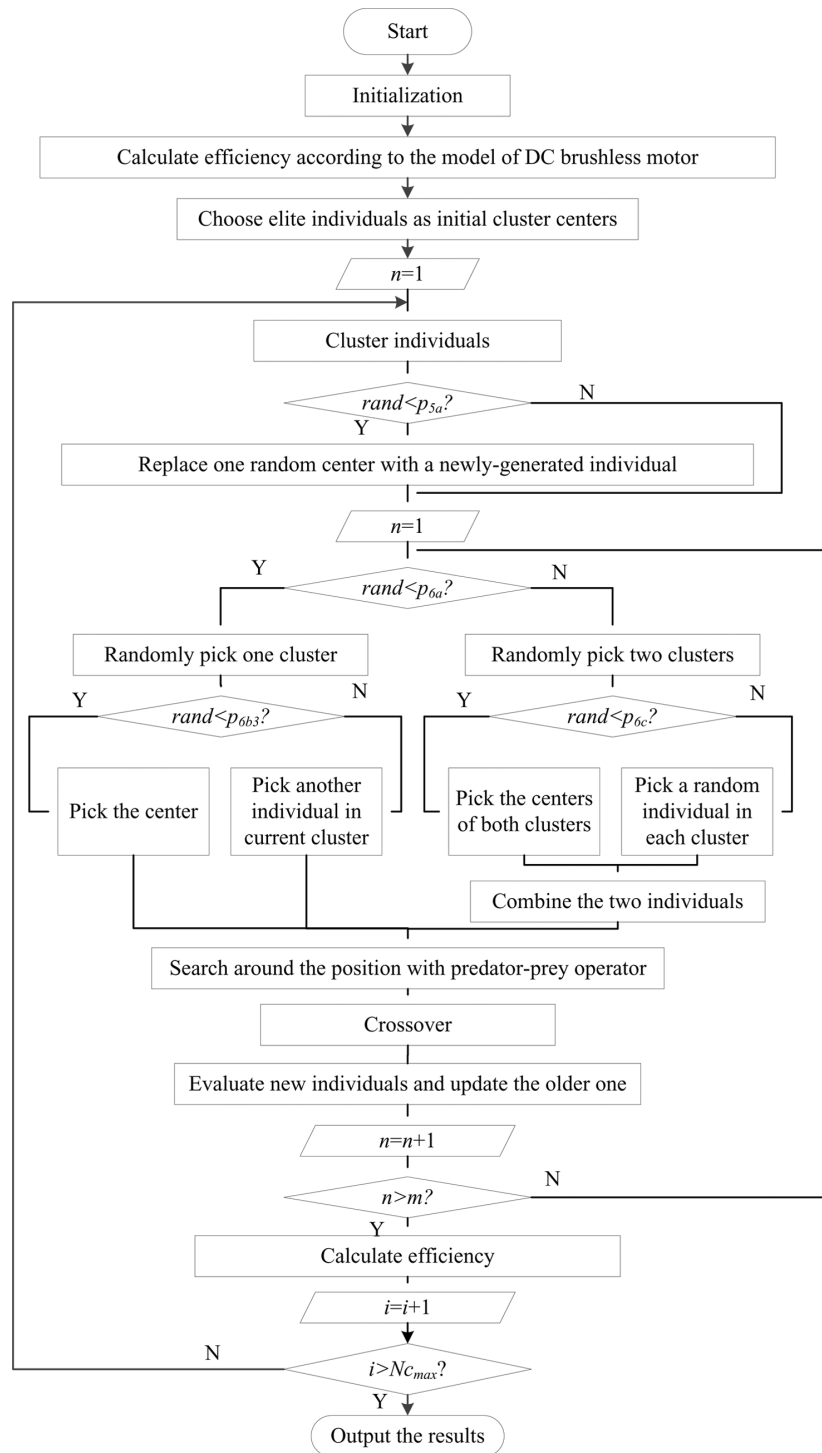 Start
Initialization
Calculate efficiency according to the model of DC brushless motor
Choose elite individuals as initial cluster centers
n=1
Cluster individuals
rand<p5a?
N
Y
Replace one random center with a newly-generated individual
n=1
Y
rand<p6a?
N
Randomly pick one cluster
Randomly pick two clusters
Y
rand<p6b3?
N
Y
rand<p6c?
N
Pick the center
Pick another
individual in
current cluster
Pick the centers
of both clusters
Pick a random
individual in
each cluster
Combine the two individuals
Search around the position with predator-prey operator
Crossover
Evaluate new individuals and update the older one
n=n+1
n>m?
N
Y
Calculate efficiency
i=i+1
N
i>Ncmax?
Y
Output the results